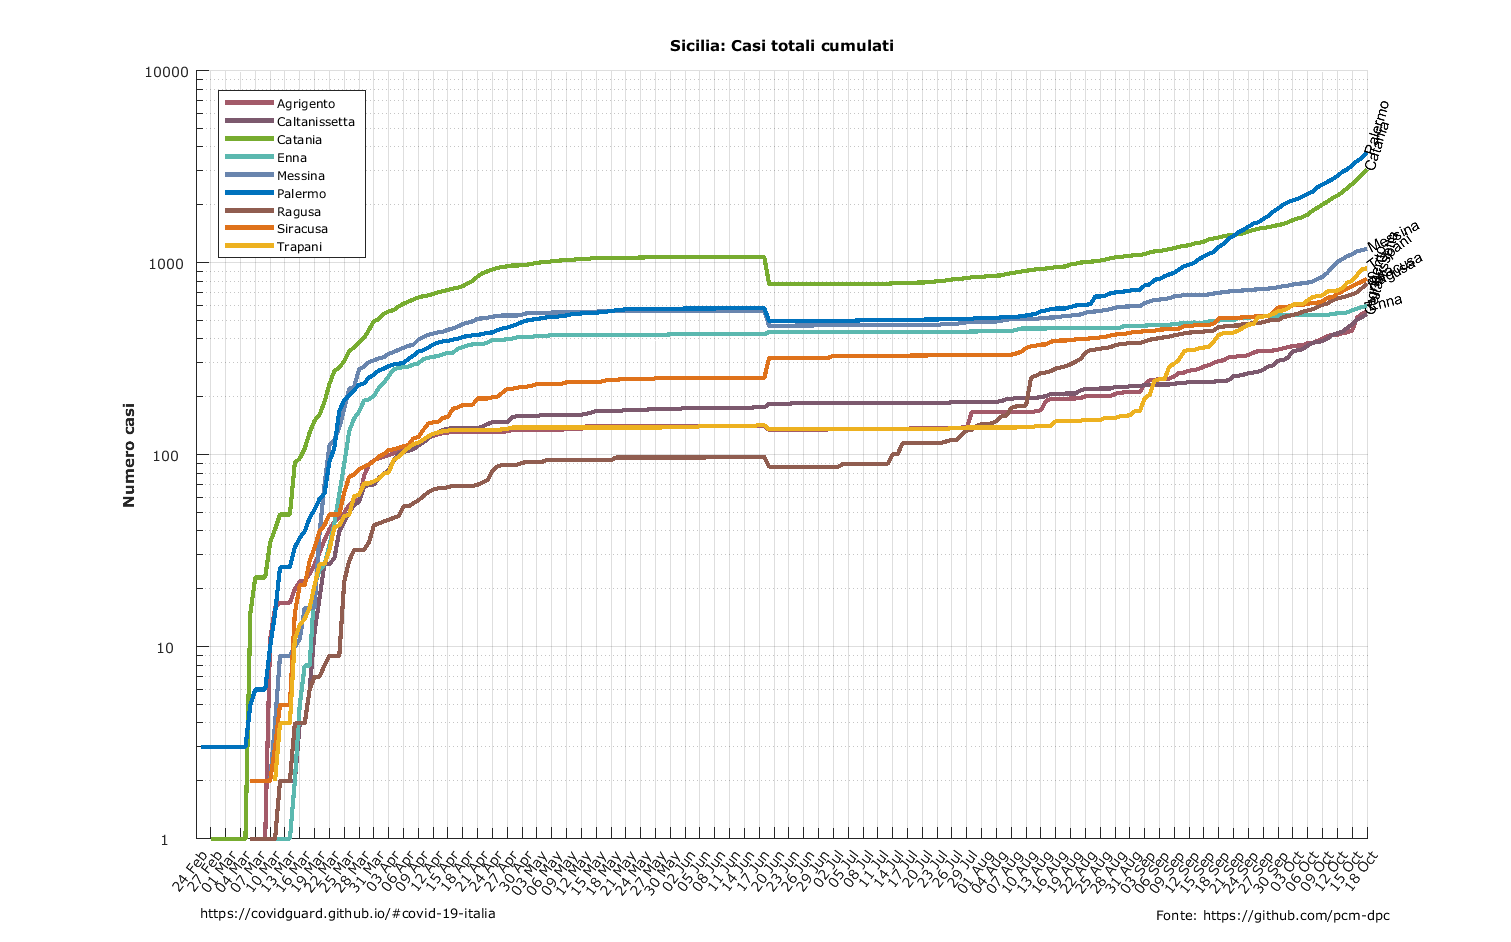 Sicilia: Casi totali cumulati
10000
1000
100
10
1
Numero casi
Agrigento
Caltanissetta
Catania
Enna
Messina
Palermo
Ragusa
Siracusa
Trapani
Palermo
Catania
Messina
Enna
24 Feb
27 Feb
01 Mar
04 Mar
07 Mar
10 Mar
13 Mar
16 Mar
19 Mar
22 Mar
25 Mar
28 Mar
31 Mar
03 Apr
06 Apr
09 Apr
12 Apr
15 Apr
18 Apr
21 Apr
24 Apr
27 Apr
30 Apr
03 May
06 May
09 May
12 May
15 May
18 May
21 May
24 May
27 May
30 May
02 Jun
05 Jun
08 Jun
11 Jun
14 Jun
17 Jun
20 Jun
23 Jun
26 Jun
29 Jun
02 Jul
05 Jul
08 Jul
11 Jul
14 Jul
17 Jul
20 Jul
23 Jul
26 Jul
29 Jul
01 Aug
04 Aug
07 Aug
10 Aug
13 Aug
16 Aug
19 Aug
22 Aug
25 Aug
28 Aug
31 Aug
03 Sep
06 Sep
09 Sep
12 Sep
15 Sep
18 Sep
21 Sep
24 Sep
27 Sep
30 Sep
03 Oct
06 Oct
09 Oct
12 Oct
15 Oct
18 Oct
https://covidguard.github.io/#covid-19-italia
Fonte: https://github.com/pcm-dpc